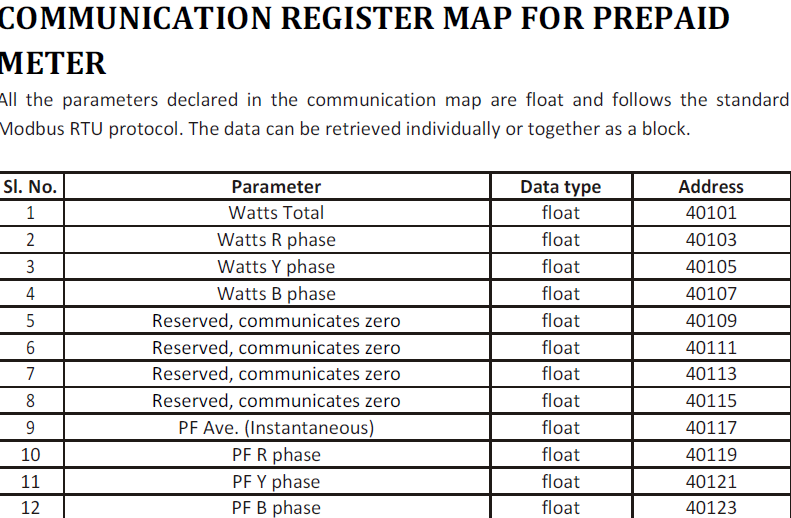 COMMUNICATION REGISTER MAP FOR PREPAID
METER
All the parameters declared in the communication map are float and follows the standard
Modbus RTU protocol. The data can be retrieved individually or together as a block.
Sl. No. Parameter Data type Address
1 Watts Total float 40101
2 Watts R phase float 40103
3 Watts Y phase float 40105
4 Watts B phase float 40107
5 Reserved, communicates zero float 40109
6 Reserved, communicates zero float 40111
7 Reserved, communicates zero float 40113
8 Reserved, communicates zero float 40115
9 PF Ave. (Instantaneous) float 40117
10 PF R phase float 40119
11 PF Y phase float 40121
12 PF B phase float 40123